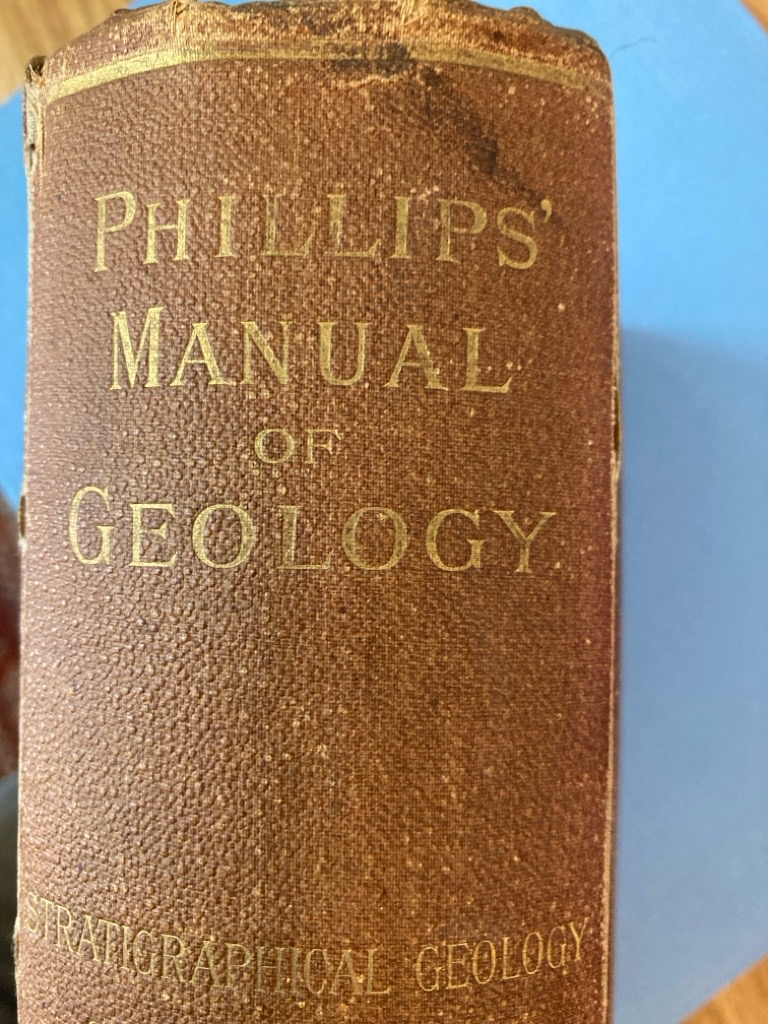 PHILLIPS'
MANUAL
OF
GEOLOGY.
STRATIGRAPHICAL GEOLOGY